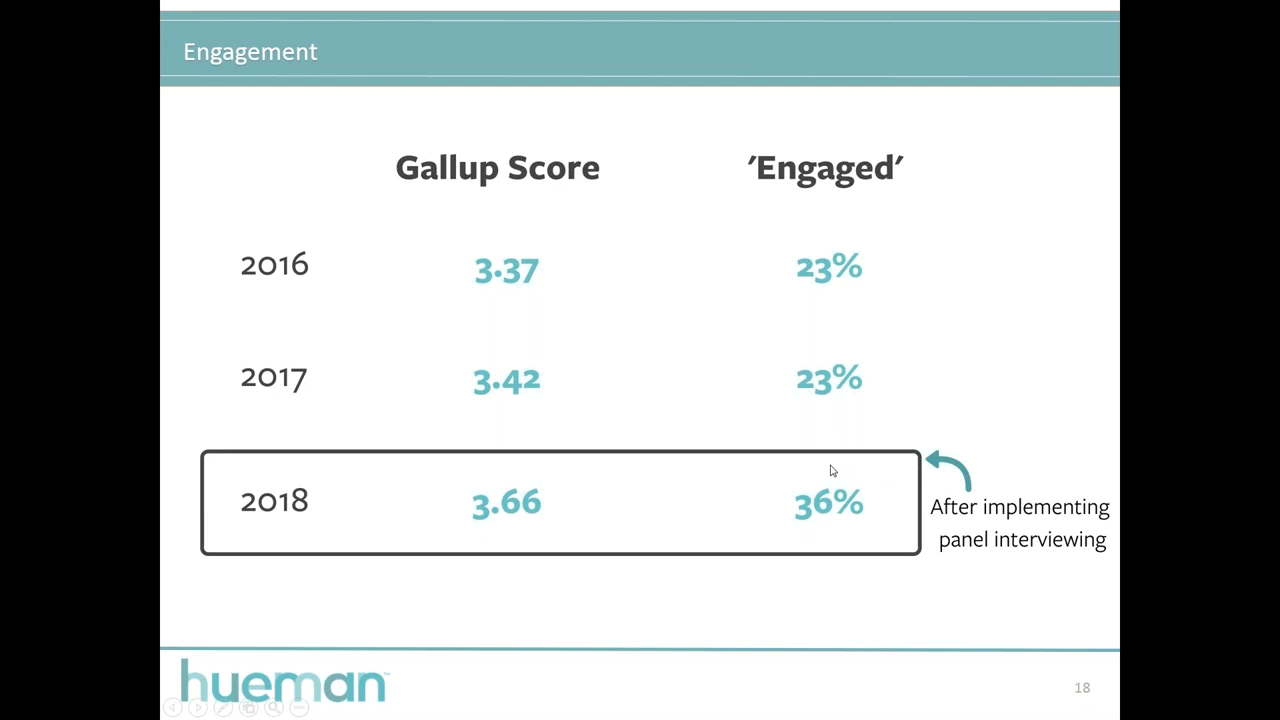 Engagement
Gallup Score 'Engaged'
2016 3.37 23%
2017 3.42 23%
2018 3.66 36%
After implementing
panel interviewing
hueman™
18